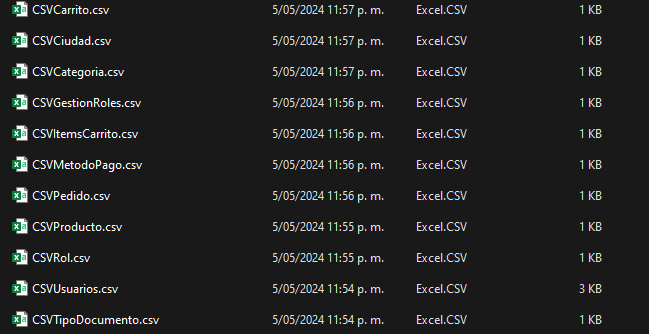 CSVCarrito.csv 5/05/2024 11:57 p. m. Excel.CSV 1 KB
CSVCiudad.csv 5/05/2024 11:57 p. m. Excel.CSV 1 KB
CSVCategoria.csv 5/05/2024 11:57 p. m. Excel.CSV 1 KB
CSVGestionRoles.csv 5/05/2024 11:56 p. m. Excel.CSV 1 KB
CSVItemsCarrito.csv 5/05/2024 11:56 p. m. Excel.CSV 1 KB
CSVMetodoPago.csv 5/05/2024 11:56 p. m. Excel.CSV 1 KB
CSVPedido.csv 5/05/2024 11:56 p. m. Excel.CSV 1 KB
CSVProducto.csv 5/05/2024 11:55 p. m. Excel.CSV 1 KB
CSVRol.csv 5/05/2024 11:55 p. m. Excel.CSV 1 KB
CSVUsuarios.csv 5/05/2024 11:54 p. m. Excel.CSV 3 KB
CSVTipoDocumento.csv 5/05/2024 11:54 p. m. Excel.CSV 1 KB